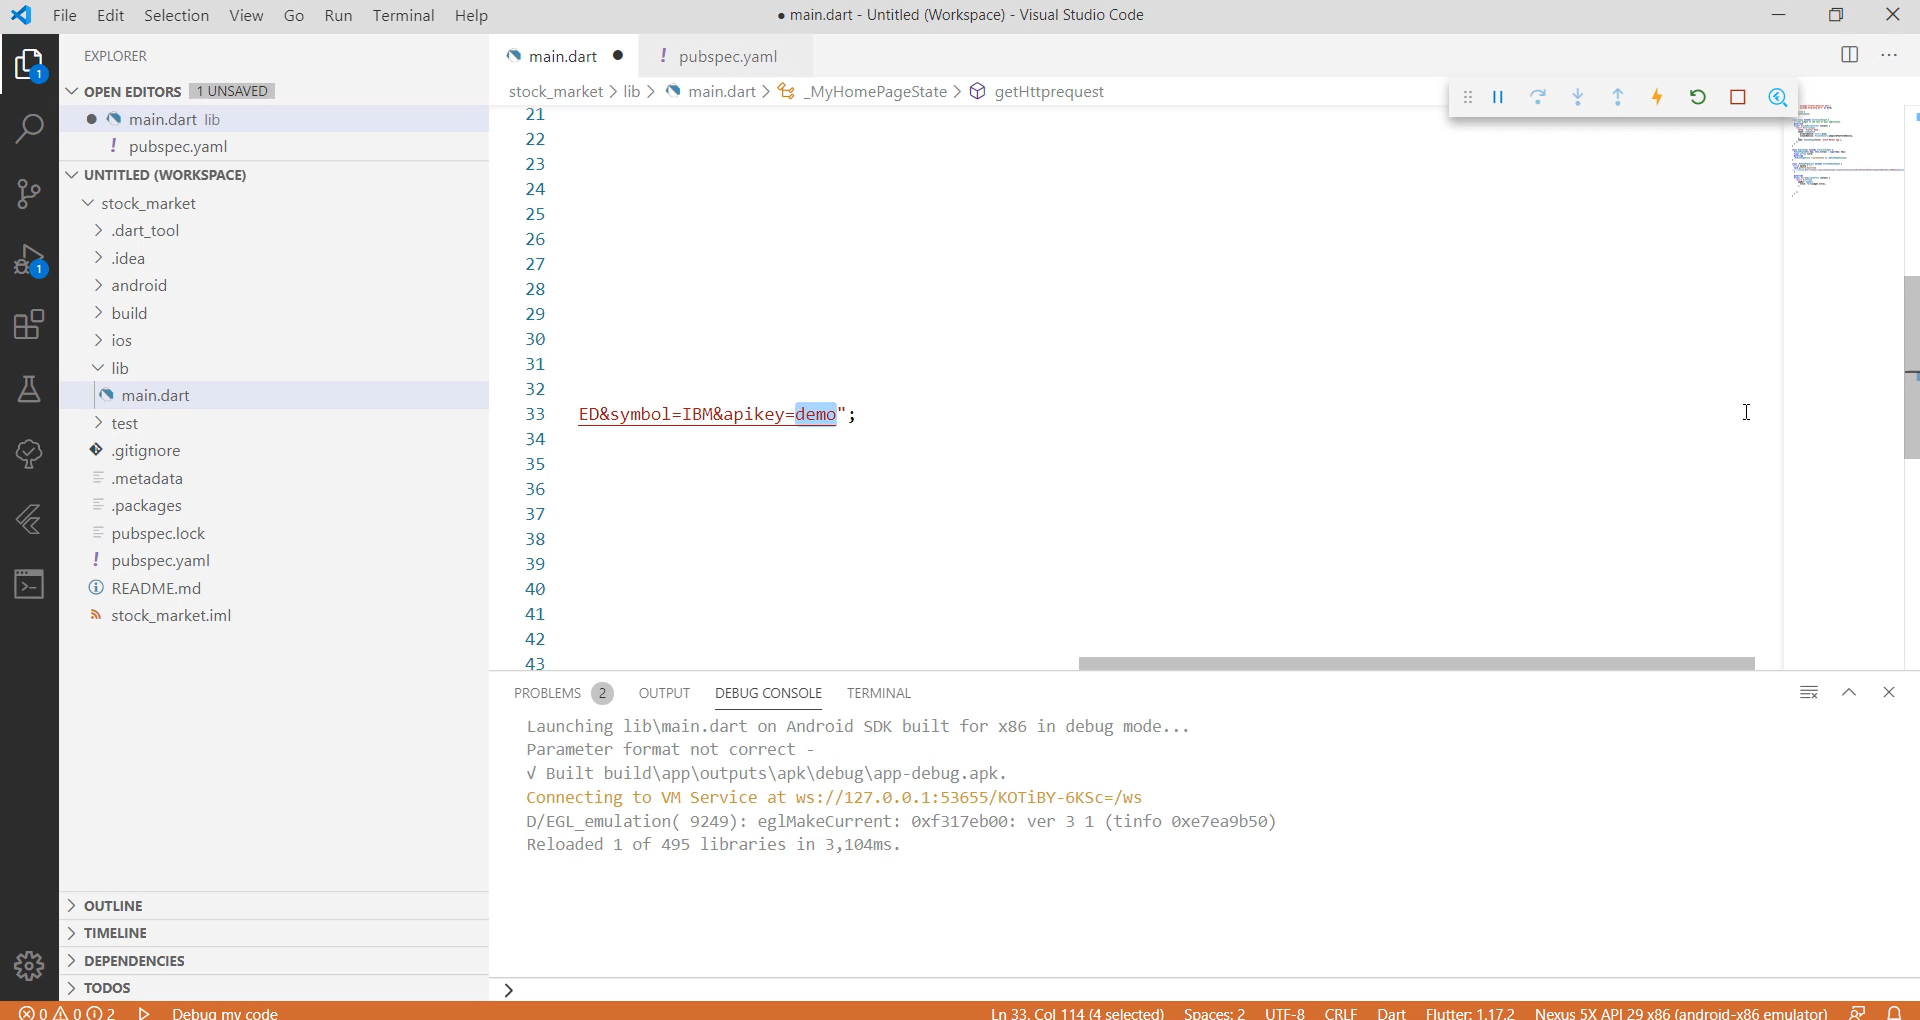 File Edit Selection View Go Run Terminal Help
● main.dart - Untitled (Workspace) - Visual Studio Code
EXPLORER
OPEN EDITORS 1 UNSAVED
main.dart lib
! pubspec.yaml
UNTITLED (WORKSPACE)
stock_market
.dart_tool
.idea
android
build
ios
lib
main.dart
test
.gitignore
.metadata
.packages
pubspec.lock
! pubspec.yaml
README.md
stock_market.iml
OUTLINE
TIMELINE
DEPENDENCIES
TODOS
1
1
main.dart ● ! pubspec.yaml
stock_market > lib > main.dart > _MyHomePageState > getHttprequest
21
22
23
24
25
26
27
28
29
30
31
32
33 ED&symbol=IBM&apikey=demo";
34
35
36
37
38
39
40
41
42
43
PROBLEMS 2 OUTPUT DEBUG CONSOLE TERMINAL
Launching lib\main.dart on Android SDK built for x86 in debug mode...
Parameter format not correct -
√ Built build\app\outputs\apk\debug\app-debug.apk.
Connecting to VM Service at ws://127.0.0.1:53655/KOTiBY-6KSc=/ws
D/EGL_emulation( 9249): eglMakeCurrent: 0xf317eb00: ver 3 1 (tinfo 0xe7ea9b50)
Reloaded 1 of 495 libraries in 3,104ms.
>
0 0 2 Debug my code Ln 33, Col 114 (4 selected) Spaces: 2 UTF-8 CRLF Dart Flutter: 1.17.2 Nexus 5X API 29 x86 (android-x86 emulator)